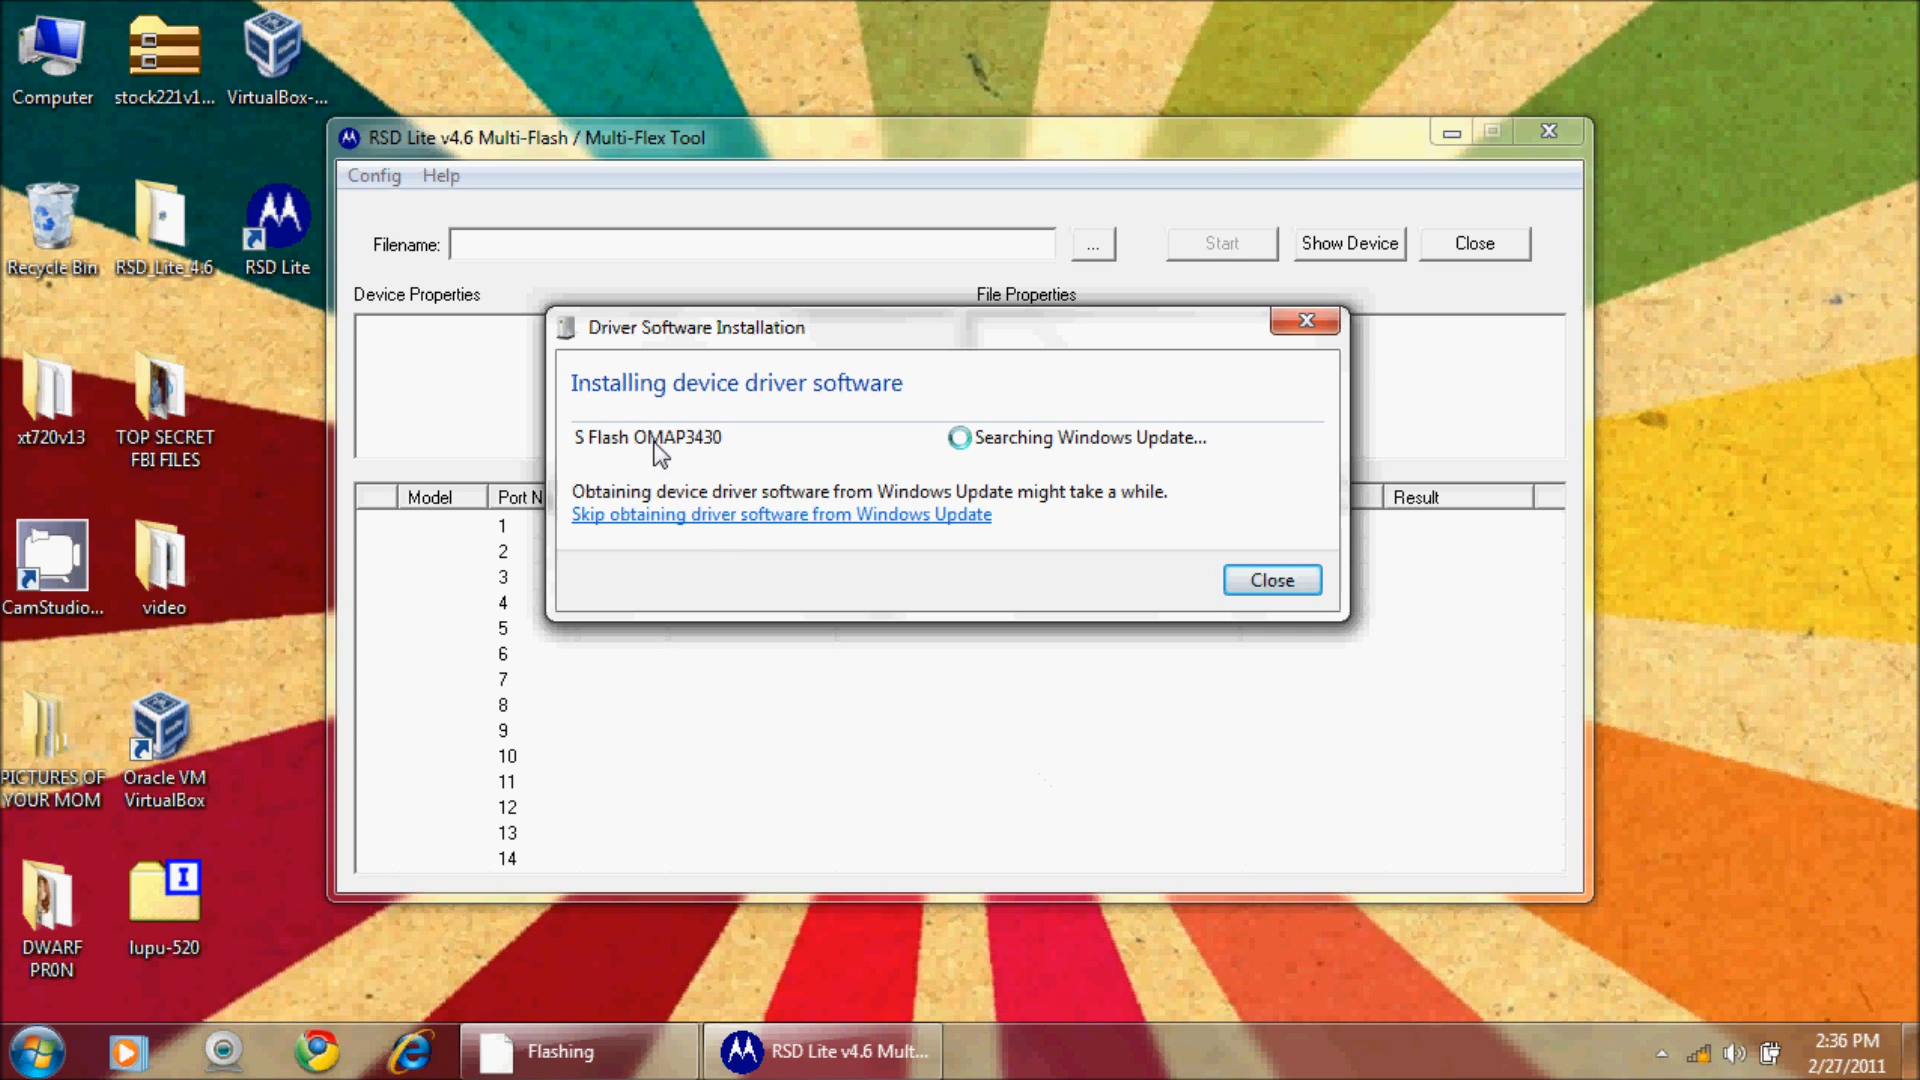 Computer
stock221v1...
VirtualBox-...
RSD Lite v4.6 Multi-Flash / Multi-Flex Tool
Config Help
Recycle Bin
RSD_Lite_4.6
RSD Lite
Filename:
...
Start
Show Device
Close
Device Properties
File Properties
Driver Software Installation
Installing device driver software
S Flash OMAP3430
Searching Windows Update...
Obtaining device driver software from Windows Update might take a while.
Skip obtaining driver software from Windows Update
Close
xt720v13
TOP SECRET
FBI FILES
Model
Port N
Result
1
2
3
4
5
6
7
8
9
10
11
12
13
14
CamStudio...
video
PICTURES OF
YOUR MOM
Oracle VM
VirtualBox
DWARF
PR0N
lupu-520
Flashing
RSD Lite v4.6 Mult...
2:36 PM
2/27/2011